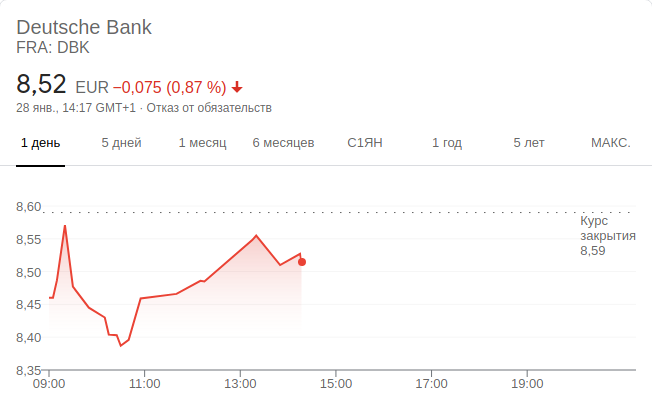 Deutsche Bank
FRA: DBK
8,52 EUR −0,075 (0,87 %)
28 янв., 14:17 GMT+1 · Отказ от обязательств
1 день 5 дней 1 месяц 6 месяцев С1ЯН 1 год 5 лет МАКС.
8,60
Курс
закрытия
8,59
8,55
8,50
8,45
8,40
8,35
09:00 11:00 13:00 15:00 17:00 19:00